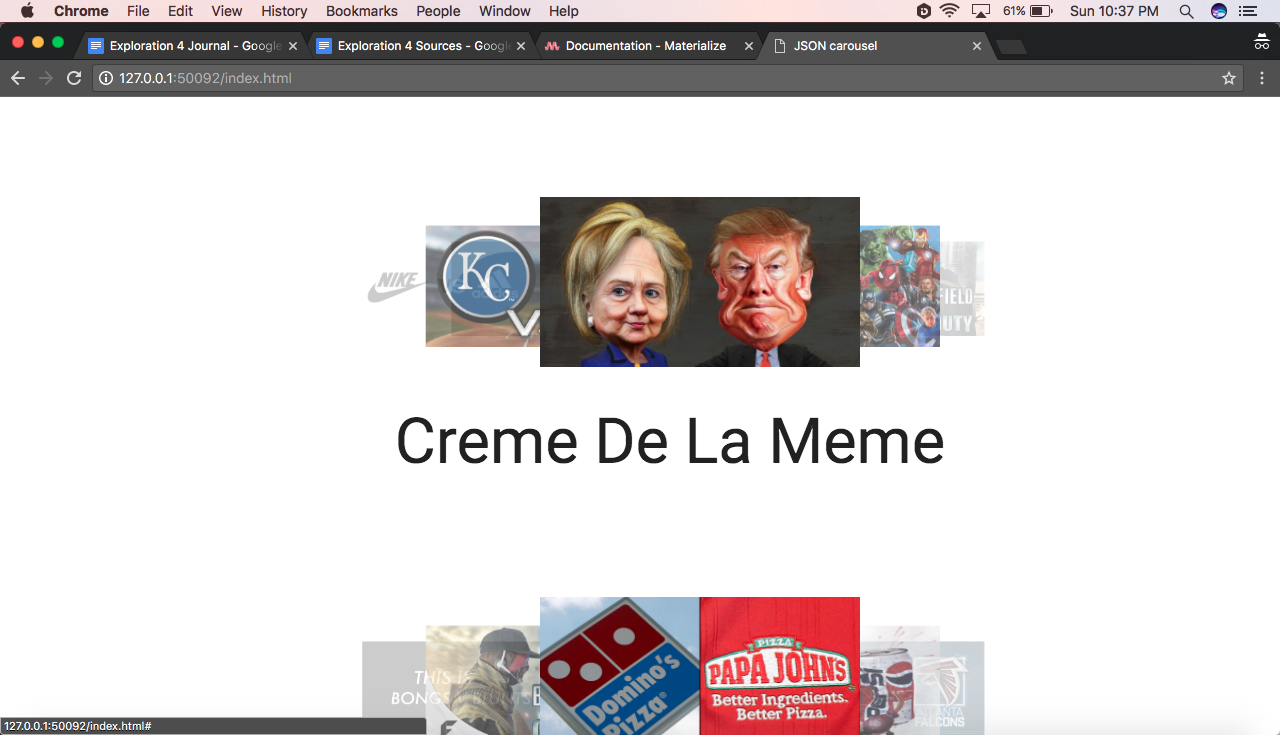 Chrome File Edit View History Bookmarks People Window Help 61% Sun 10:37 PM
Exploration 4 Journal - Google Exploration 4 Sources - Google Documentation - Materialize JSON carousel
127.0.0.1:50092/index.html
NIKE
KC
V
FIELD
UTY
Creme De La Meme
THIS IS
BONGS
Domino's
Pizza
PIZZA
PAPA JOHN'S
Better Ingredients.
Better Pizza.
ATLANTA
FALCONS
127.0.0.1:50092/index.html#